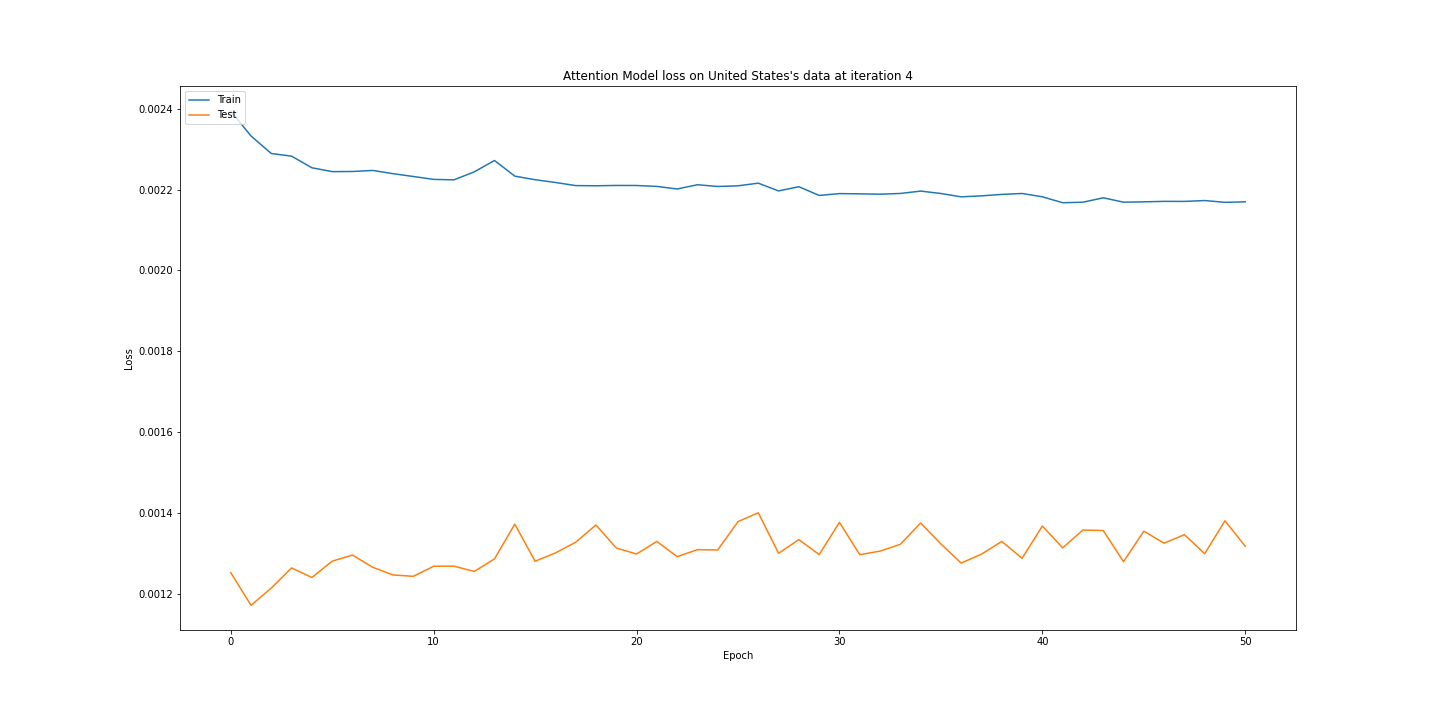 Attention Model loss on United States's data at iteration 4
Train
Test
0.0024
0.0022
0.0020
0.0018
0.0016
0.0014
0.0012
Loss
0 10 20 30 40 50
Epoch